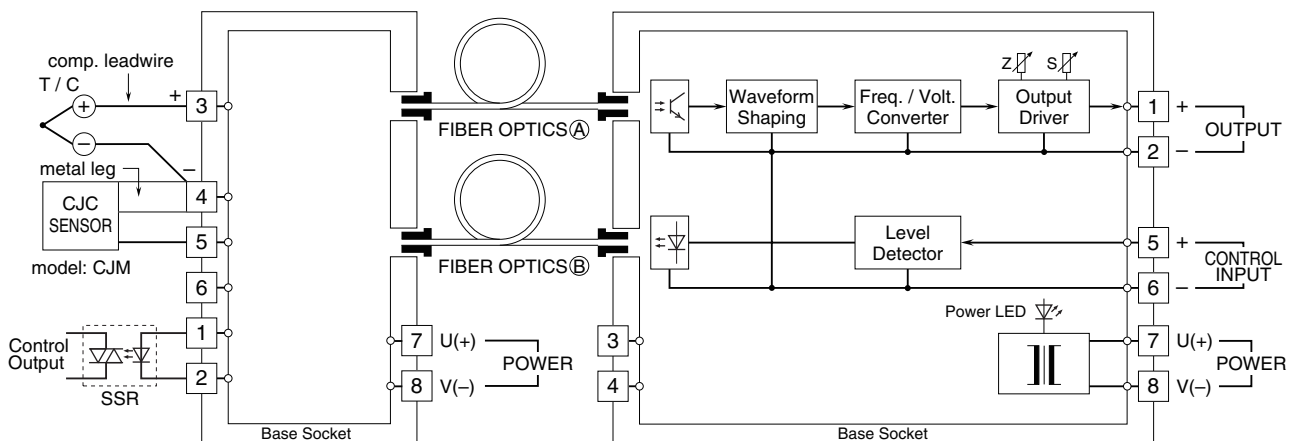 comp. leadwire
T / C
+
+
3
−
−
metal leg
4
CJC
SENSOR
5
model: CJM
6
1
Control
Output
2
SSR
7
U(+)
POWER
8
V(−)
Base Socket
FIBER OPTICS Ⓐ
FIBER OPTICS Ⓑ
Waveform
Shaping
Freq. / Volt.
Converter
Z
S
Output
Driver
1
+
OUTPUT
2
−
Level
Detector
5
+
CONTROL
INPUT
6
−
Power LED
3
4
7
U(+)
POWER
8
V(−)
Base Socket